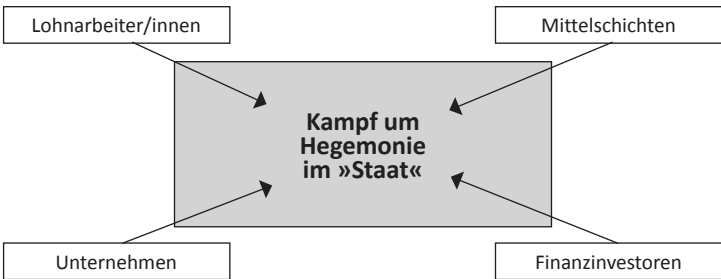 Lohnarbeiter/innen
Mittelschichten
Kampf um
Hegemonie
im »Staat«
Unternehmen
Finanzinvestoren